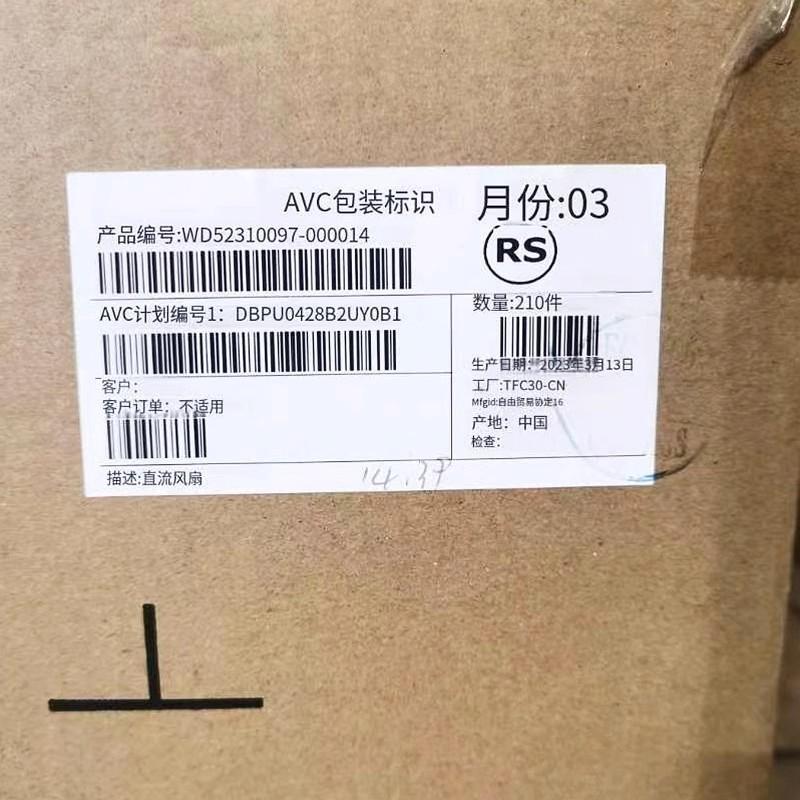 AVC包装标识
月份:03
产品编号:WD52310097-000014
RS
AVC计划编号1: DBPU0428B2UY0B1
数量:210件
生产日期: 2023年3月13日
客户:
工厂:TFC30-CN
客户订单: 不适用
Mfgid:自由贸易协定16
产地: 中国
检查:
描述:直流风扇
14.37